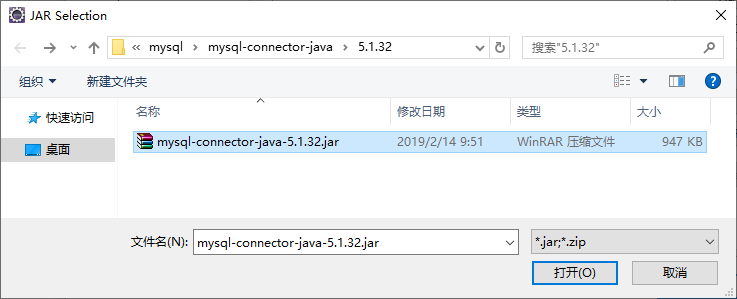 JAR Selection
« mysql › mysql-connector-java › 5.1.32
搜索"5.1.32"
组织 新建文件夹
快速访问
桌面
名称 修改日期 类型 大小
mysql-connector-java-5.1.32.jar 2019/2/14 9:51 WinRAR 压缩文件 947 KB
文件名(N): mysql-connector-java-5.1.32.jar *.jar;*.zip
打开(O) 取消